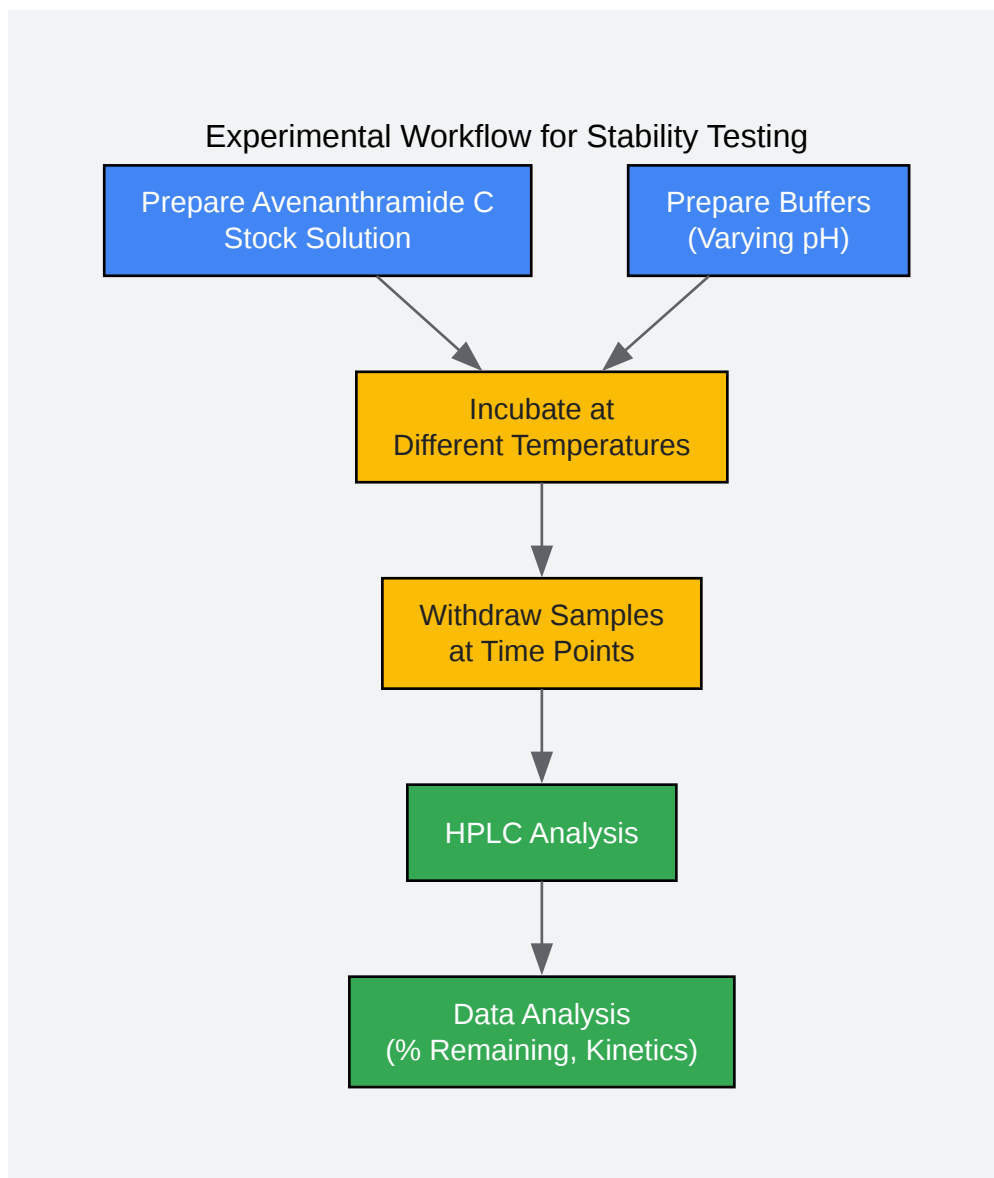 Experimental Workflow for Stability Testing
Prepare Avenanthramide C
Stock Solution
Prepare Buffers
(Varying pH)
Incubate at
Different Temperatures
Withdraw Samples
at Time Points
HPLC Analysis
Data Analysis
(% Remaining, Kinetics)